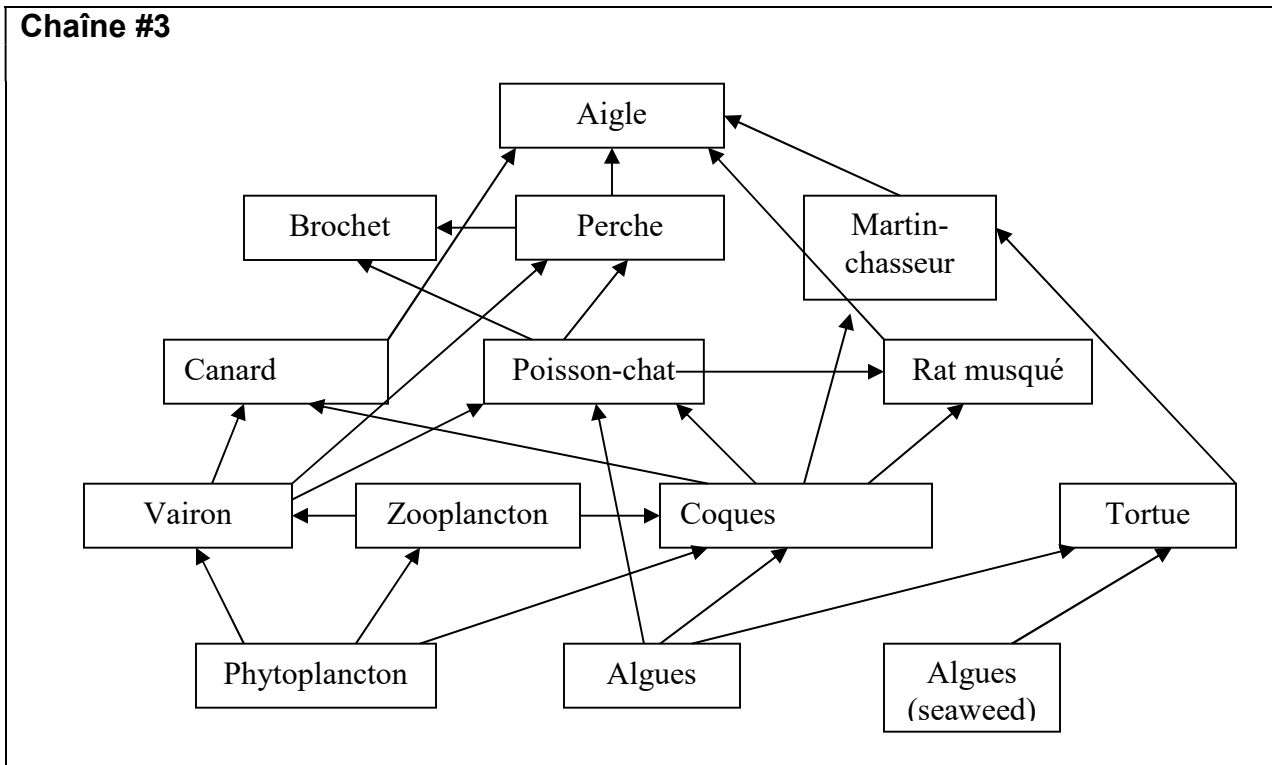 Chaîne #3
Aigle
Brochet
Perche
Martin-
chasseur
Canard
Poisson-chat
Rat musqué
Vairon
Zooplancton
Coques
Tortue
Phytoplancton
Algues
Algues
(seaweed)